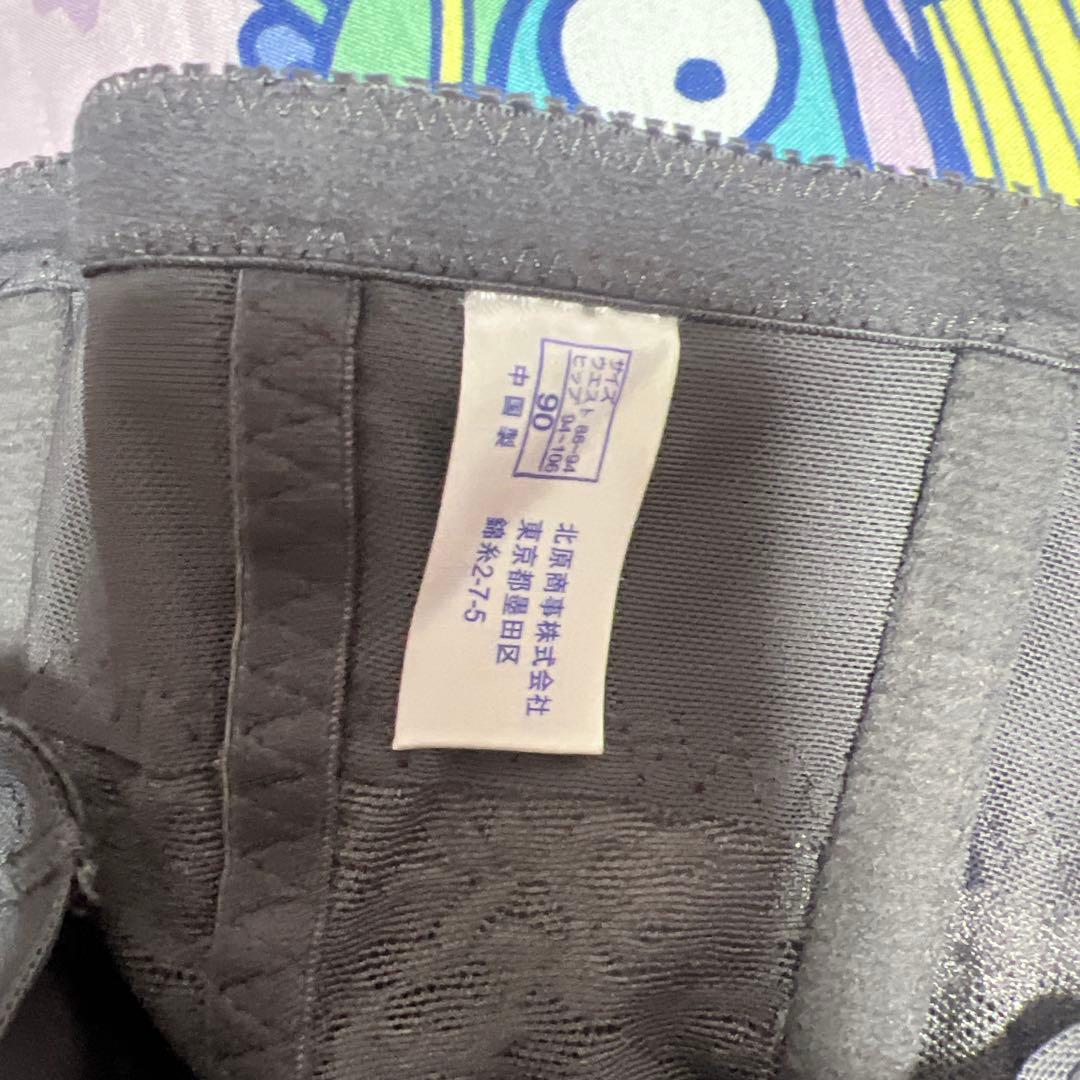 サイズ
ウエスト 86~94
ヒップ 94~106
90
中国製
北原商事株式会社
東京都墨田区
錦糸2-7-5